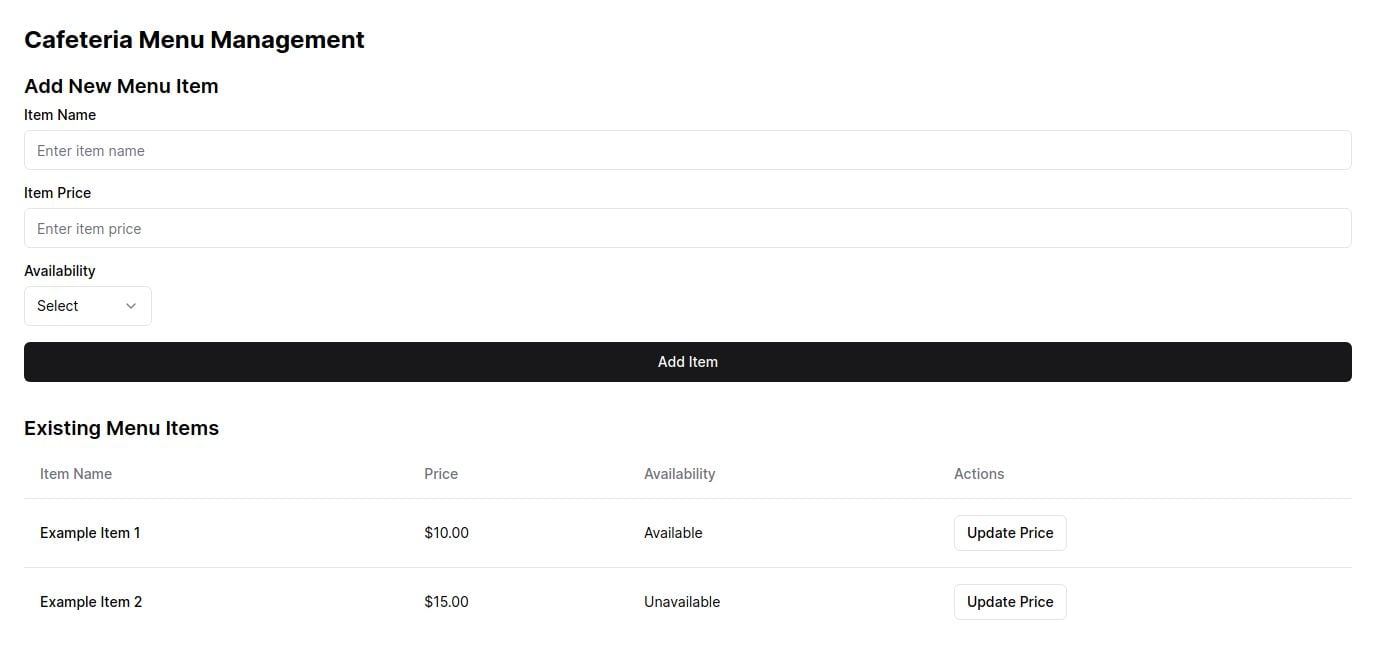 Cafeteria Menu Management
Add New Menu Item
Item Name
Enter item name
Item Price
Enter item price
Availability
Select
Add Item
Existing Menu Items
Item Name Price Availability Actions
Example Item 1 $10.00 Available Update Price
Example Item 2 $15.00 Unavailable Update Price